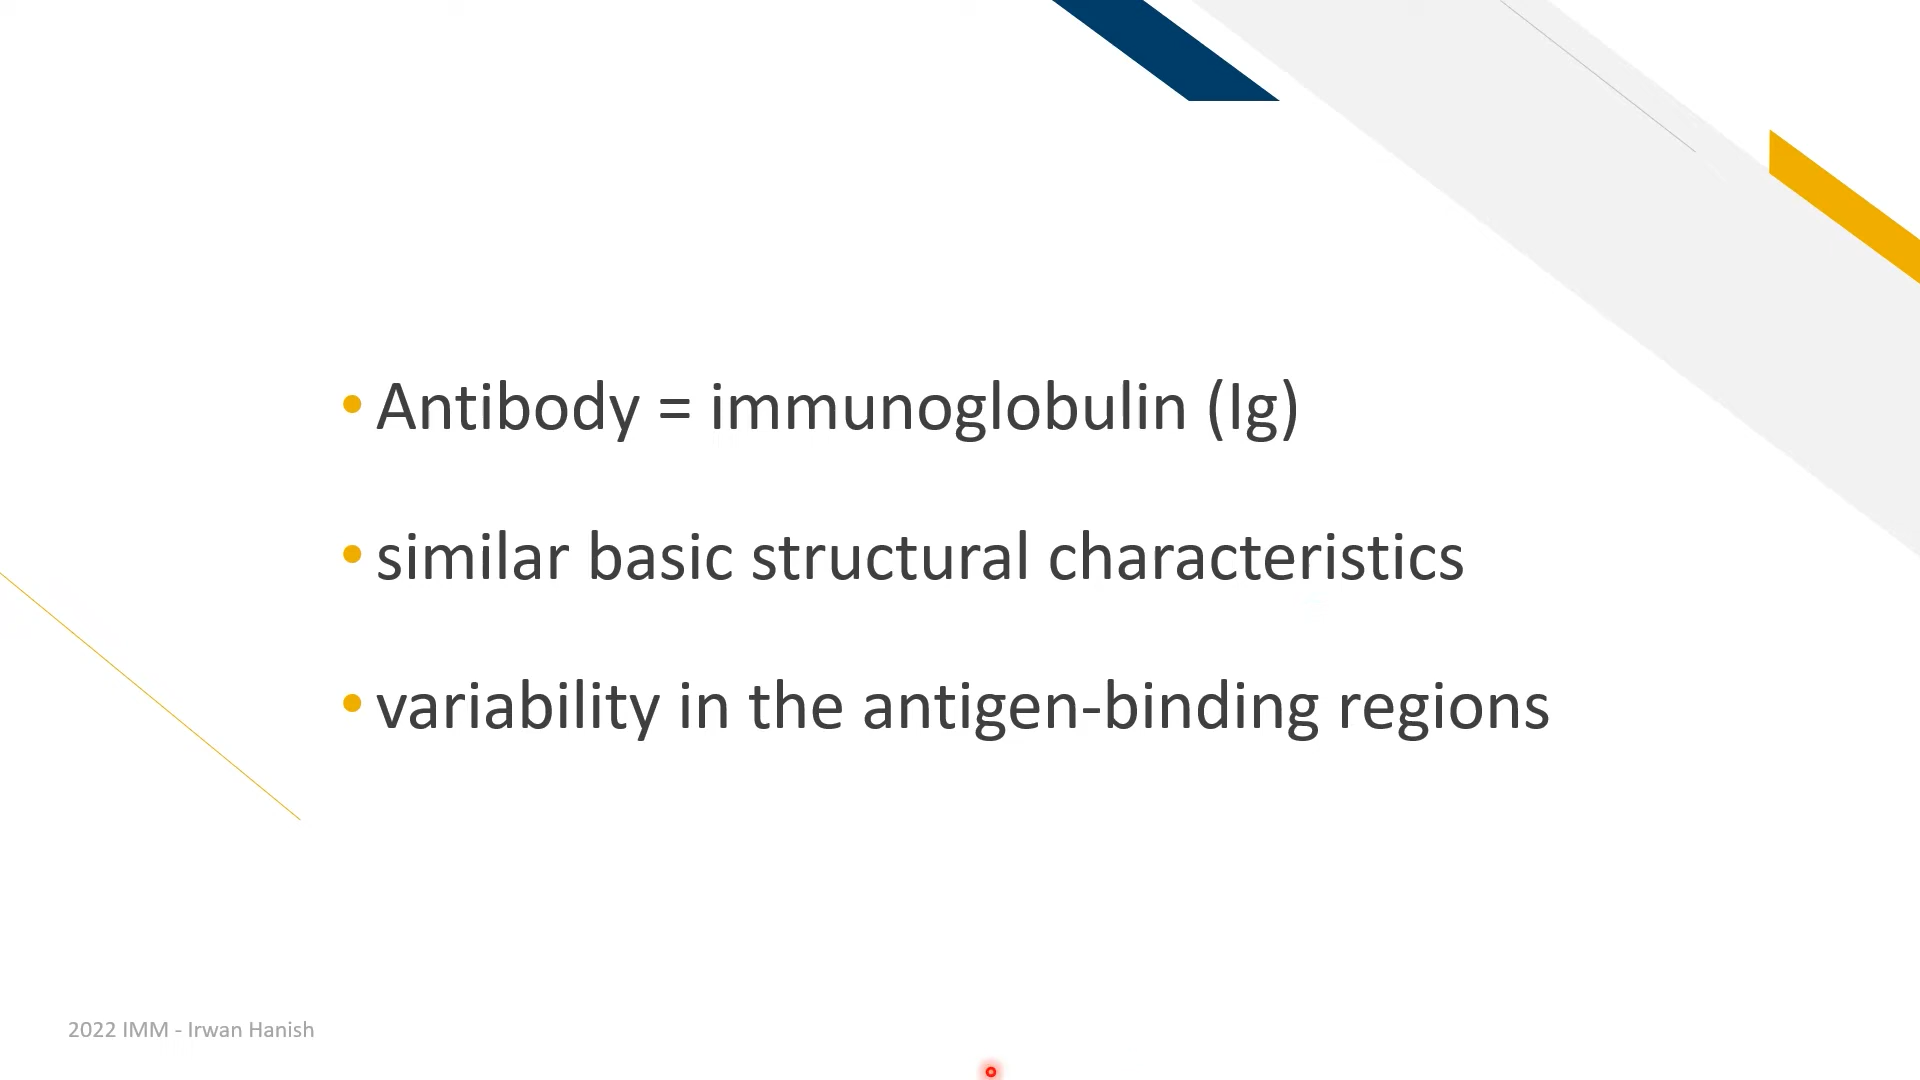 • Antibody = immunoglobulin (Ig)
• similar basic structural characteristics
• variability in the antigen-binding regions
2022 IMM - Irwan Hanish